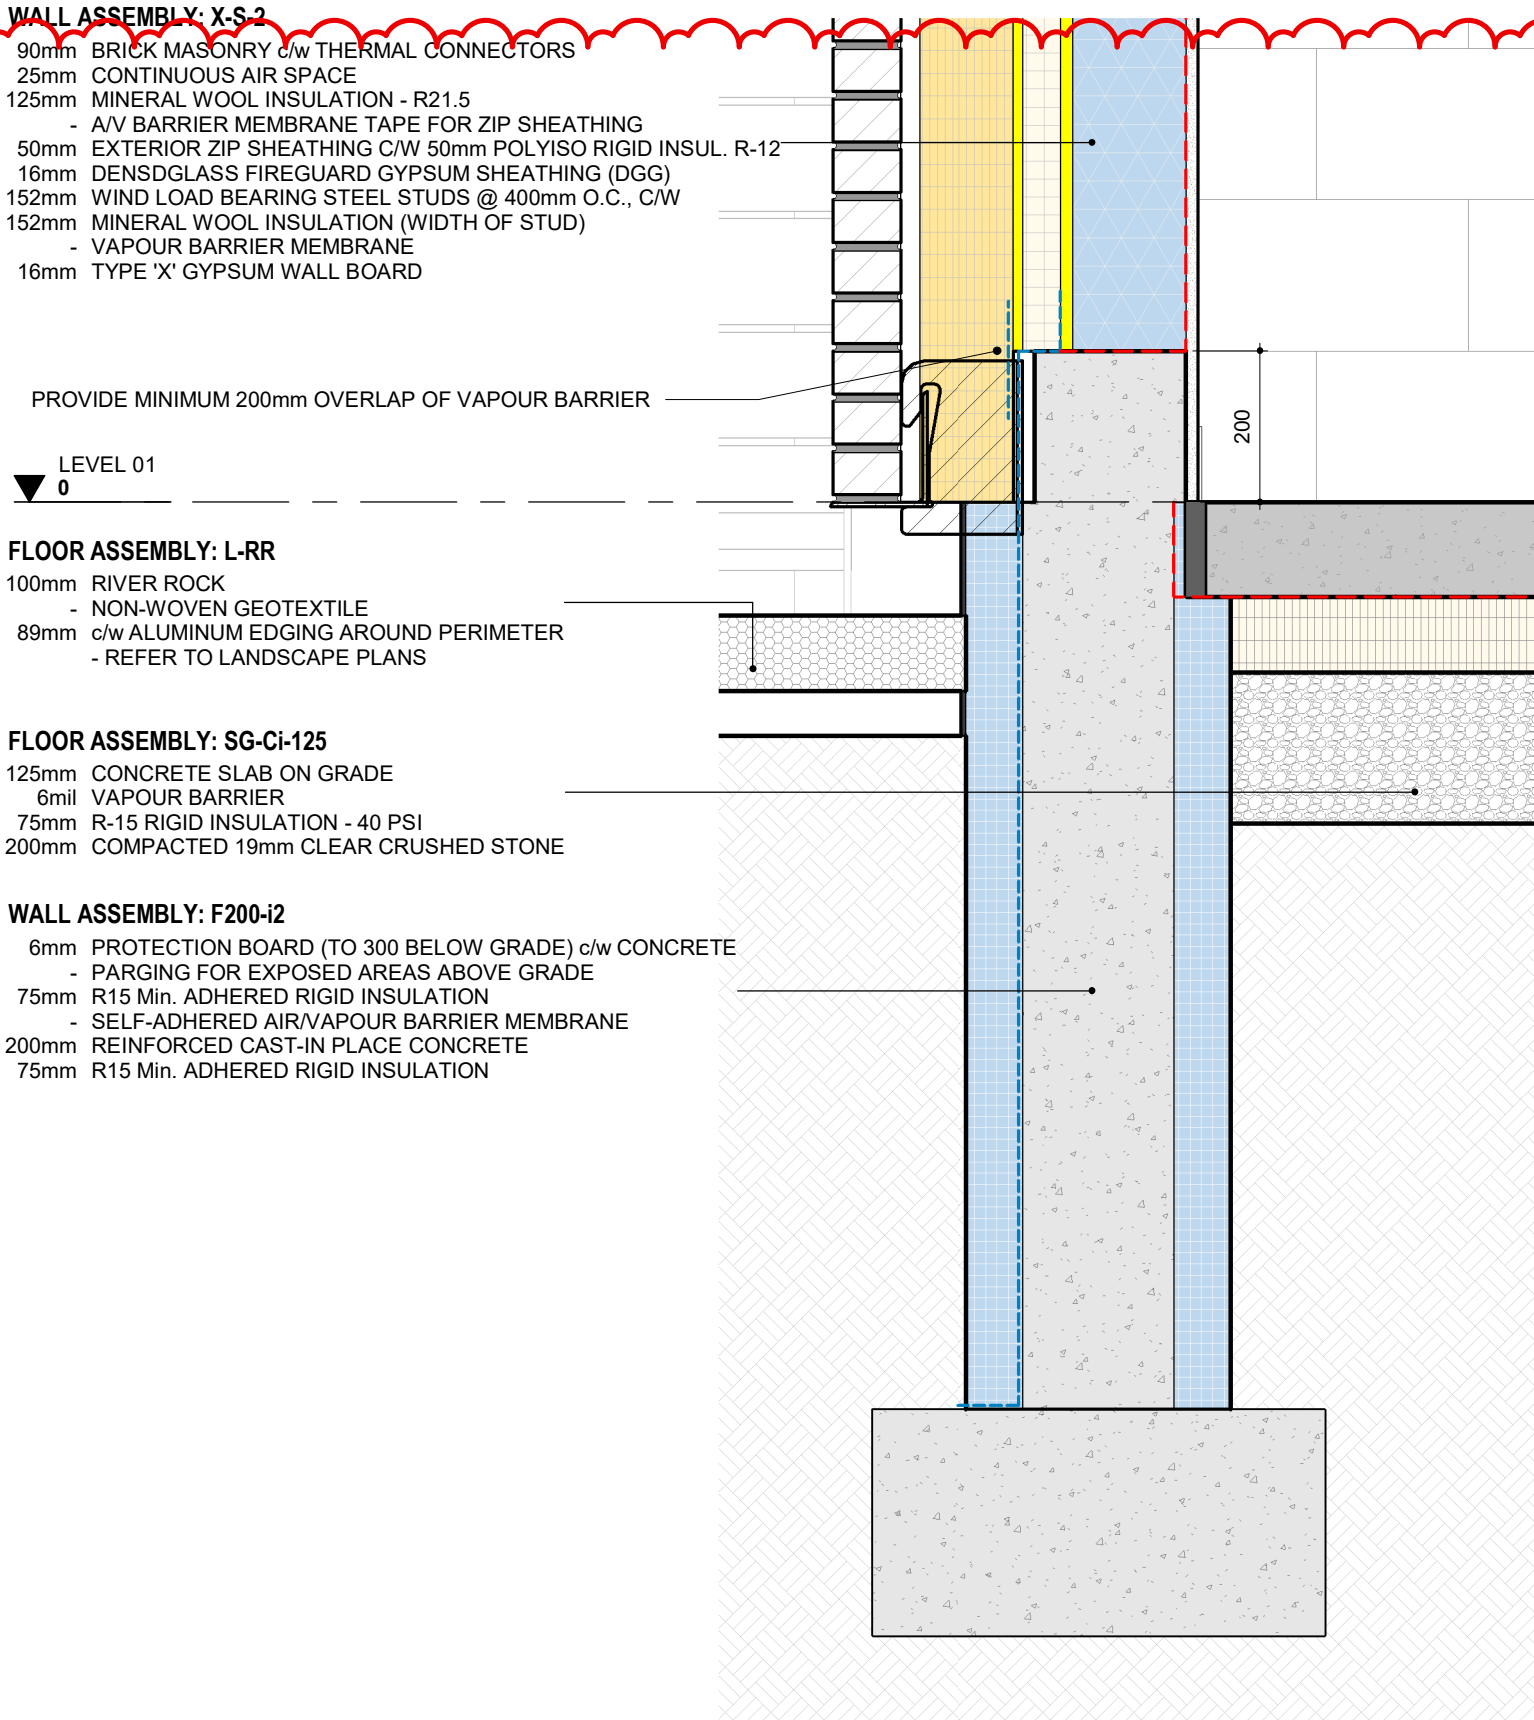 WALL ASSEMBLY: X-S-2
90mm BRICK MASONRY c/w THERMAL CONNECTORS
25mm CONTINUOUS AIR SPACE
125mm MINERAL WOOL INSULATION - R21.5
- A/V BARRIER MEMBRANE TAPE FOR ZIP SHEATHING
50mm EXTERIOR ZIP SHEATHING C/W 50mm POLYISO RIGID INSUL. R-12
16mm DENSDGLASS FIREGUARD GYPSUM SHEATHING (DGG)
152mm WIND LOAD BEARING STEEL STUDS @ 400mm O.C., C/W
152mm MINERAL WOOL INSULATION (WIDTH OF STUD)
- VAPOUR BARRIER MEMBRANE
16mm TYPE 'X' GYPSUM WALL BOARD
PROVIDE MINIMUM 200mm OVERLAP OF VAPOUR BARRIER
200
LEVEL 01
0
FLOOR ASSEMBLY: L-RR
100mm RIVER ROCK
- NON-WOVEN GEOTEXTILE
89mm c/w ALUMINUM EDGING AROUND PERIMETER
- REFER TO LANDSCAPE PLANS
FLOOR ASSEMBLY: SG-Ci-125
125mm CONCRETE SLAB ON GRADE
6mil VAPOUR BARRIER
75mm R-15 RIGID INSULATION - 40 PSI
200mm COMPACTED 19mm CLEAR CRUSHED STONE
WALL ASSEMBLY: F200-i2
6mm PROTECTION BOARD (TO 300 BELOW GRADE) c/w CONCRETE
- PARGING FOR EXPOSED AREAS ABOVE GRADE
75mm R15 Min. ADHERED RIGID INSULATION
- SELF-ADHERED AIR/VAPOUR BARRIER MEMBRANE
200mm REINFORCED CAST-IN PLACE CONCRETE
75mm R15 Min. ADHERED RIGID INSULATION